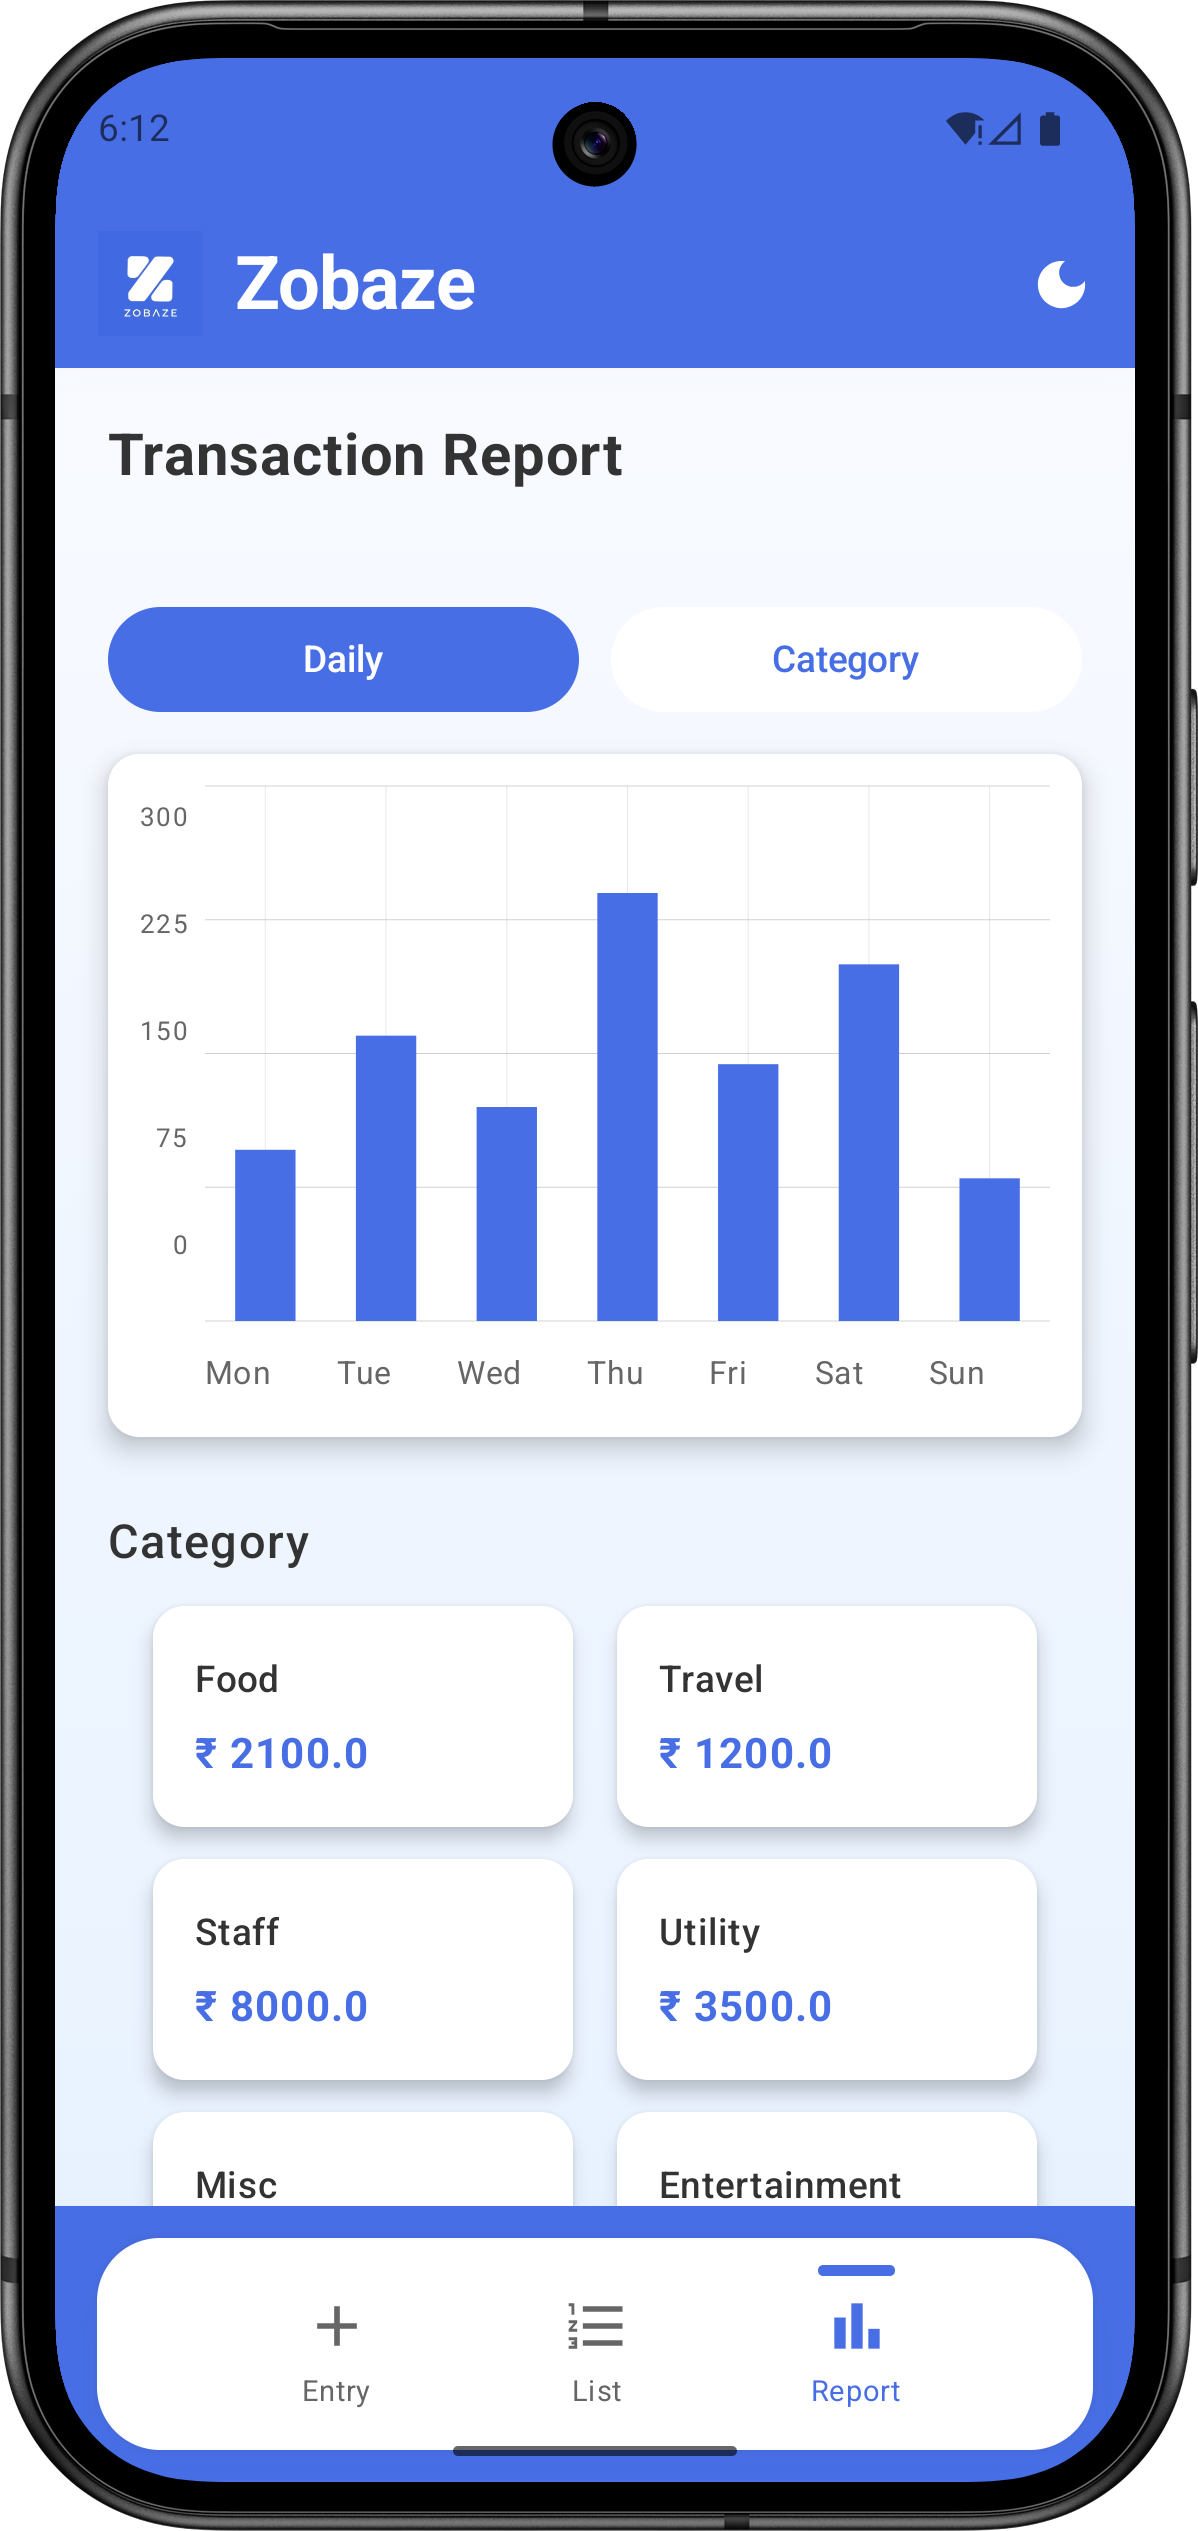 6:12
ZOBAZE
Zobaze
Transaction Report
Daily
Category
300
225
150
75
0
Mon Tue Wed Thu Fri Sat Sun
Category
Food
Travel
₹ 2100.0
₹ 1200.0
Staff
Utility
₹ 8000.0
₹ 3500.0
Misc
Entertainment
Entry
List
Report